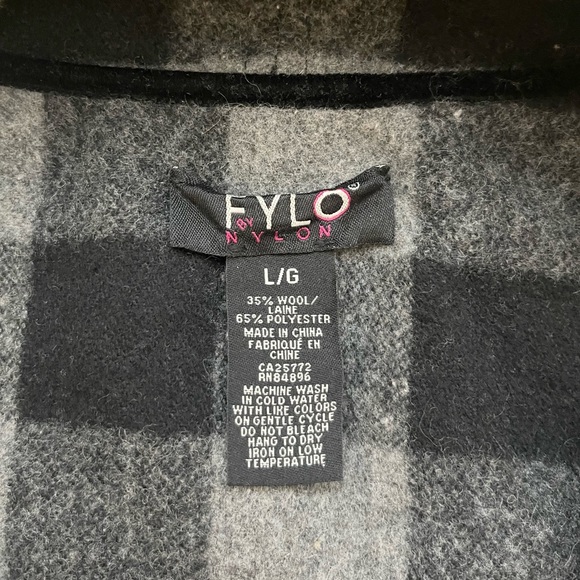 FYLO®
BY
NYLON
L/G
35% WOOL/
LAINE
65% POLYESTER
MADE IN CHINA
FABRIQUÉ EN
CHINE
CA25772
RN84896
MACHINE WASH
IN COLD WATER
WITH LIKE COLORS
ON GENTLE CYCLE
DO NOT BLEACH
HANG TO DRY
IRON ON LOW
TEMPERATURE